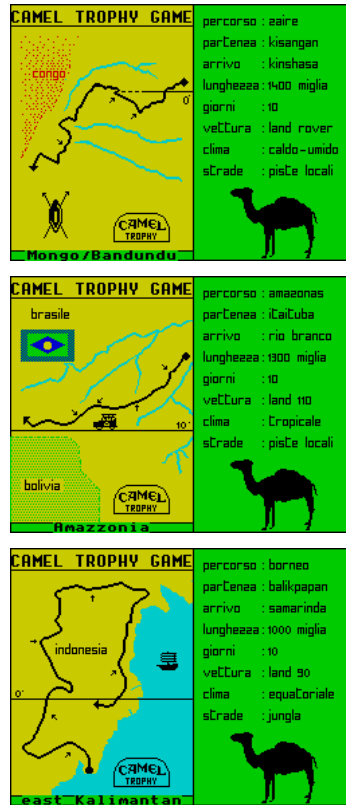 CAMEL TROPHY GAME
congo
0°
CAMEL
TROPHY
Mongo/Bandundu
percorso : zaire
partenza : kisangan
arrivo : kinshasa
lunghezza : 1400 miglia
giorni : 10
vettura : land rover
clima : caldo-umido
strade : piste locali
CAMEL TROPHY GAME
brasile
10°
bolivia
CAMEL
TROPHY
Amazzonia
percorso : amazonas
partenza : itaituba
arrivo : rio branco
lunghezza : 1300 miglia
giorni : 10
vettura : land 110
clima : tropicale
strade : piste locali
CAMEL TROPHY GAME
indonesia
0°
CAMEL
TROPHY
east Kalimantan
percorso : borneo
partenza : balikpapan
arrivo : samarinda
lunghezza : 1000 miglia
giorni : 10
vettura : land 90
clima : equatoriale
strade : jungla